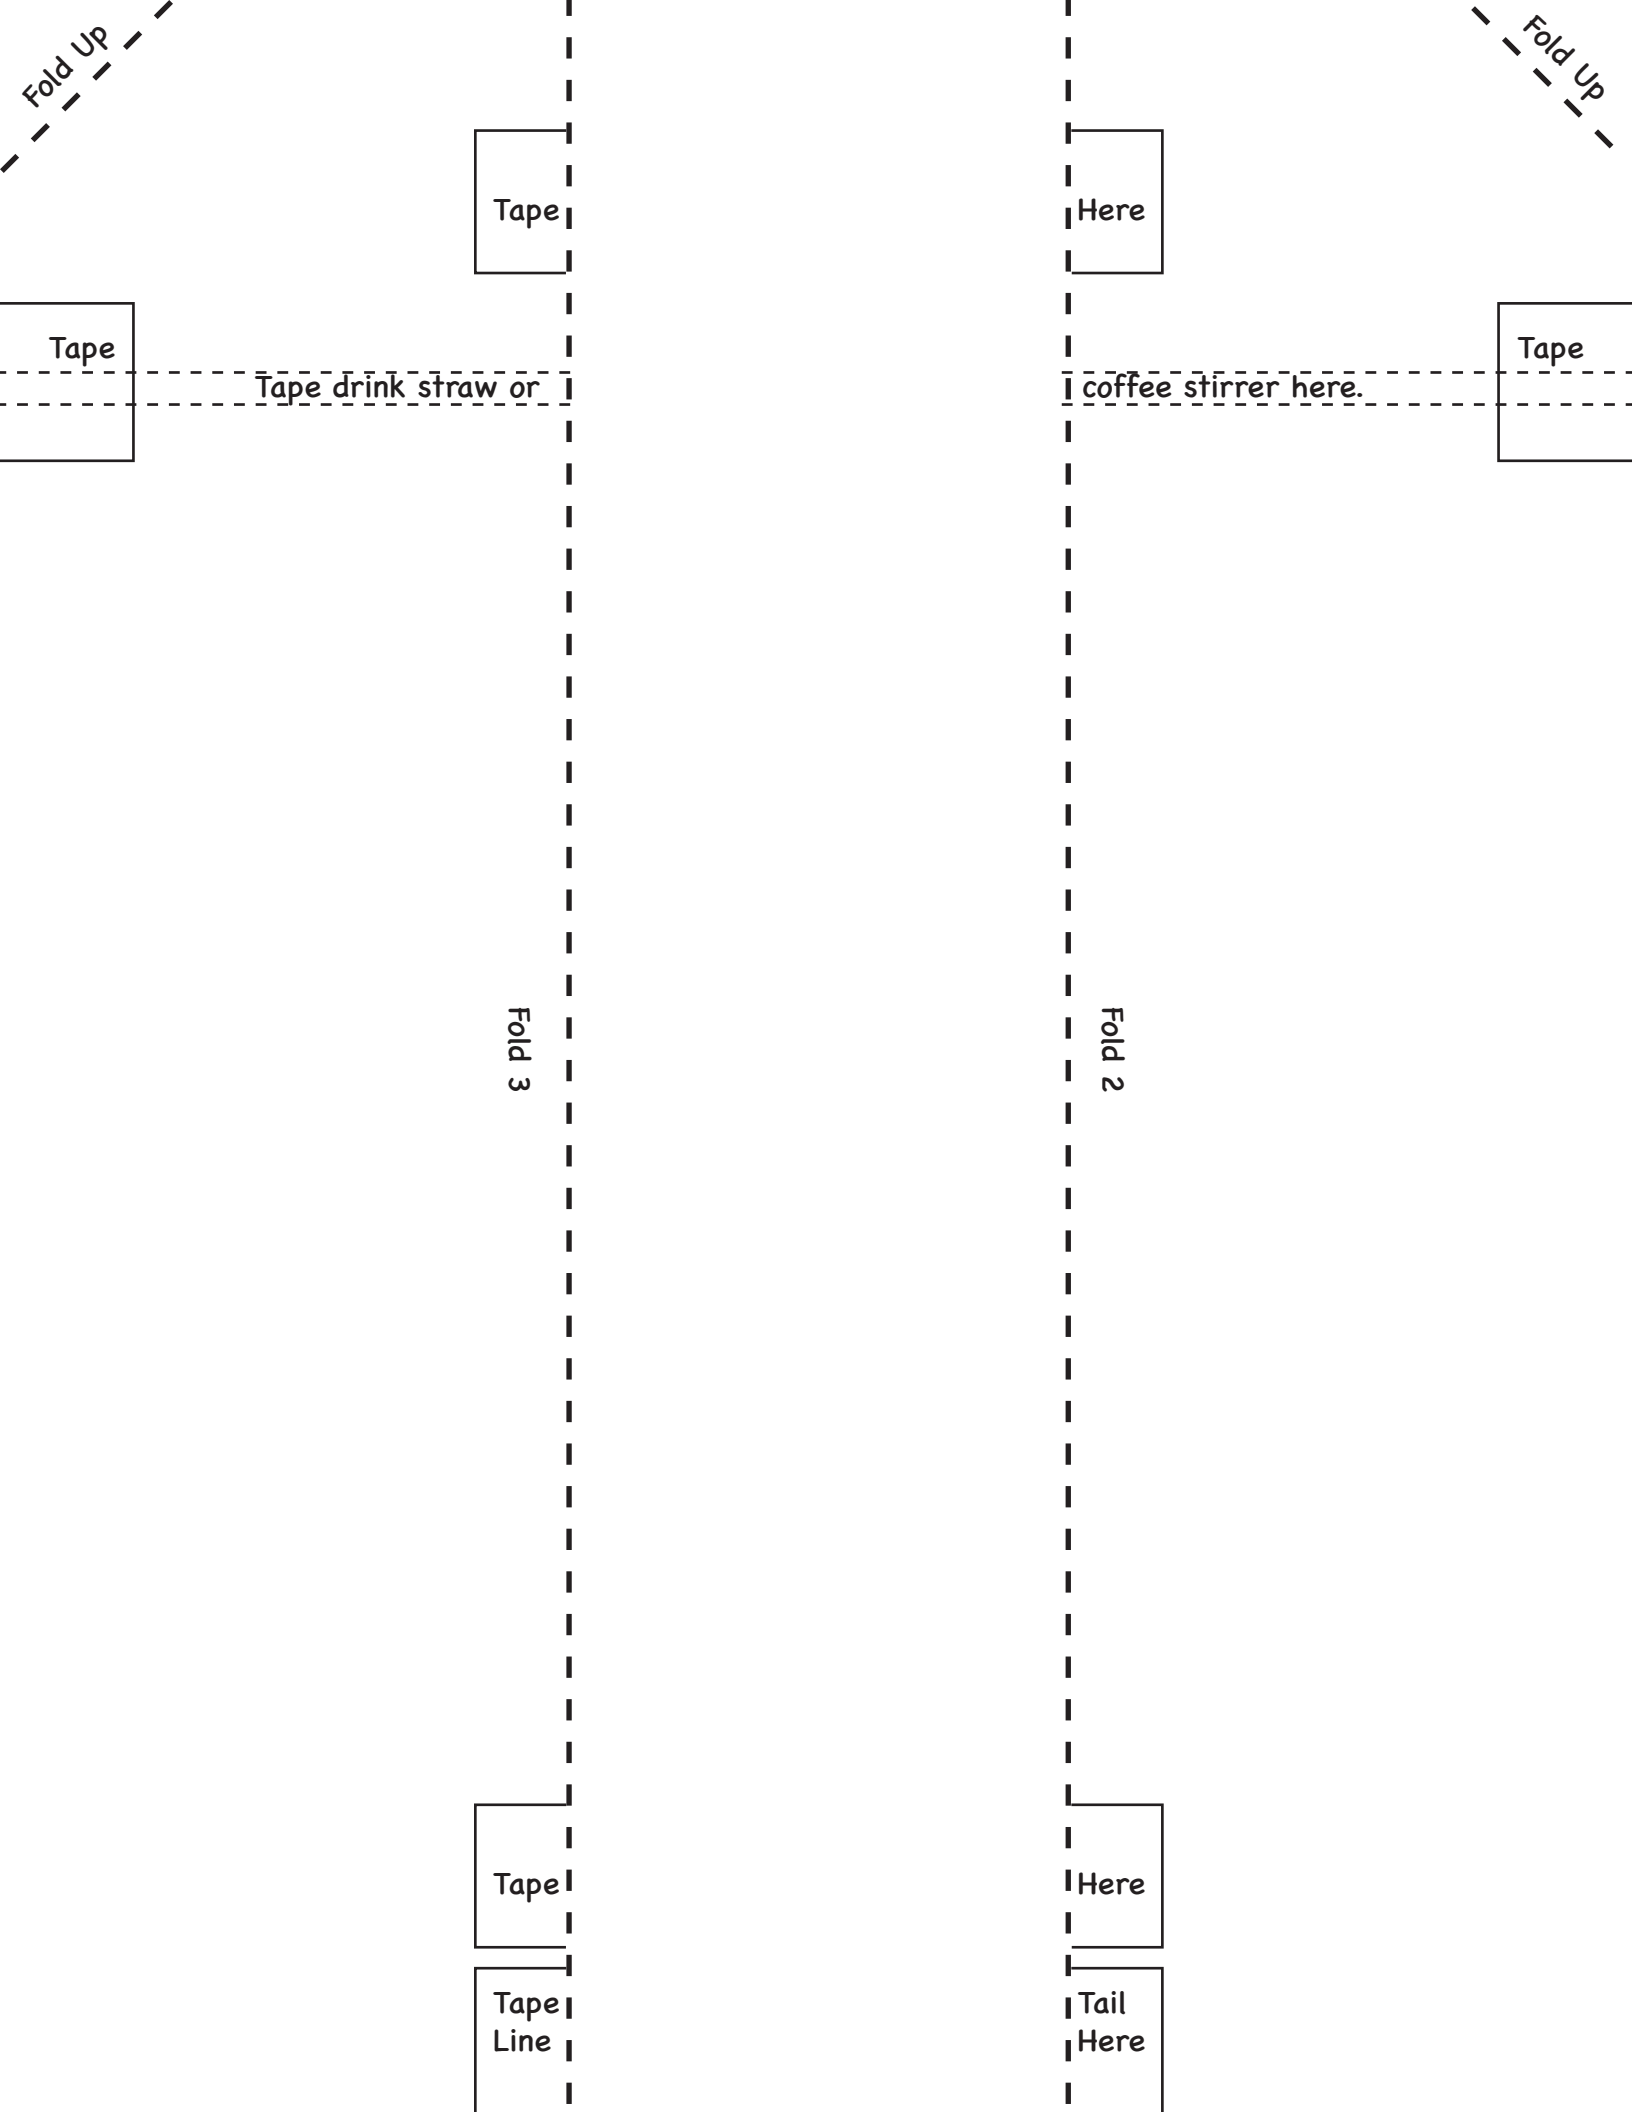 Fold Up
Fold Up
Tape
Here
Tape
Tape
Tape drink straw or
coffee stirrer here.
Fold 3
Fold 2
Tape
Here
Tape
Line
Tail
Here